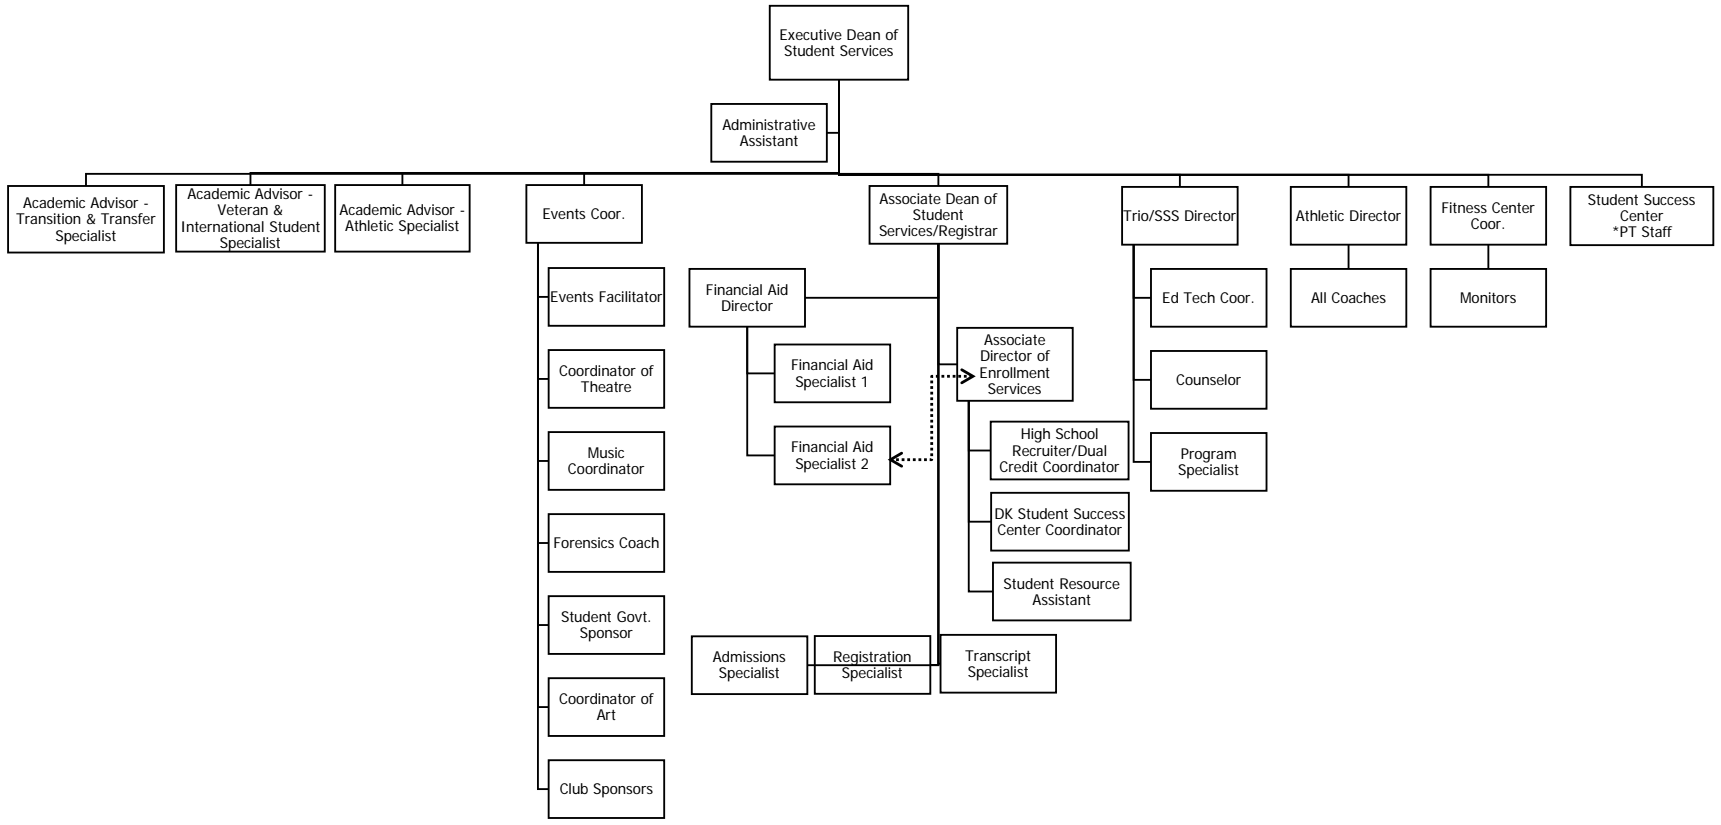 Executive Dean of
Student Services
Administrative
Assistant
Academic Advisor -
Transition & Transfer
Specialist
Academic Advisor -
Veteran &
International Student
Specialist
Academic Advisor -
Athletic Specialist
Events Coor.
Associate Dean of
Student
Services/Registrar
Trio/SSS Director
Athletic Director
Fitness Center
Coor.
Student Success
Center
*PT Staff
Events Facilitator
Coordinator of
Theatre
Music
Coordinator
Forensics Coach
Student Govt.
Sponsor
Coordinator of
Art
Club Sponsors
Financial Aid
Director
Financial Aid
Specialist 1
Financial Aid
Specialist 2
Associate
Director of
Enrollment
Services
High School
Recruiter/Dual
Credit Coordinator
DK Student Success
Center Coordinator
Student Resource
Assistant
Admissions
Specialist
Registration
Specialist
Transcript
Specialist
Ed Tech Coor.
Counselor
Program
Specialist
All Coaches
Monitors